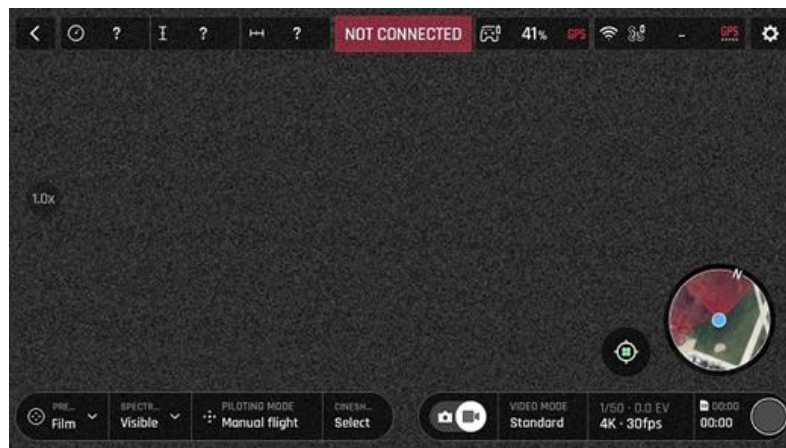 ? ? ? NOT CONNECTED 41% GPS - GPS
1.0x
N
PRE... SPECTR... PILOTING MODE CINESH... VIDEO MODE 1/50 · 0.0 EV 00:00
Film Visible Manual flight Select Standard 4K · 30fps 00:00